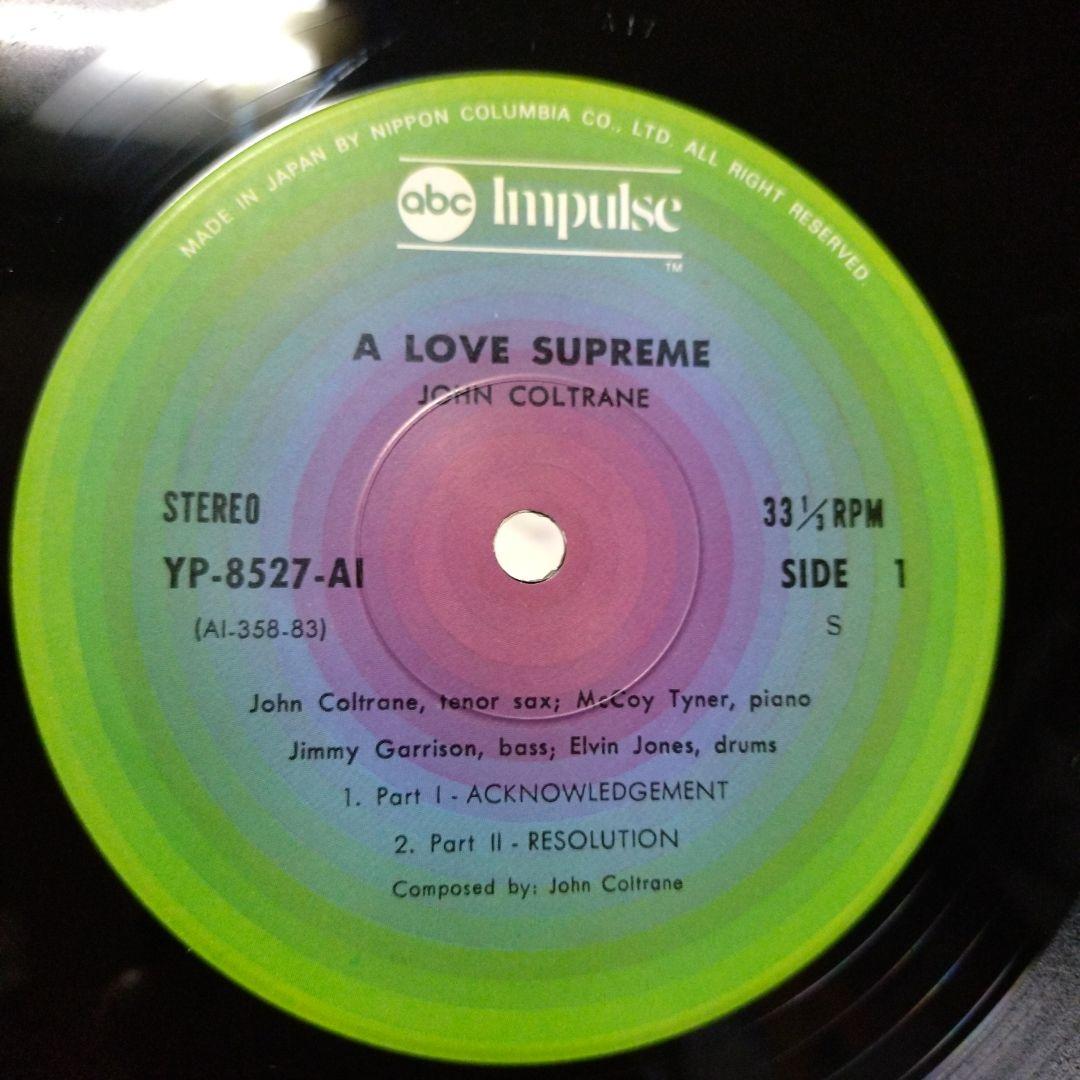 MADE IN JAPAN BY NIPPON COLUMBIA CO., LTD. ALL RIGHT RESERVED
abc Impulse
TM
A LOVE SUPREME
JOHN COLTRANE
STEREO
33 1/3 RPM
YP-8527-AI
SIDE 1
(AI-358-83)
S
John Coltrane, tenor sax; McCoy Tyner, piano
Jimmy Garrison, bass; Elvin Jones, drums
1. Part I - ACKNOWLEDGEMENT
2. Part II - RESOLUTION
Composed by: John Coltrane